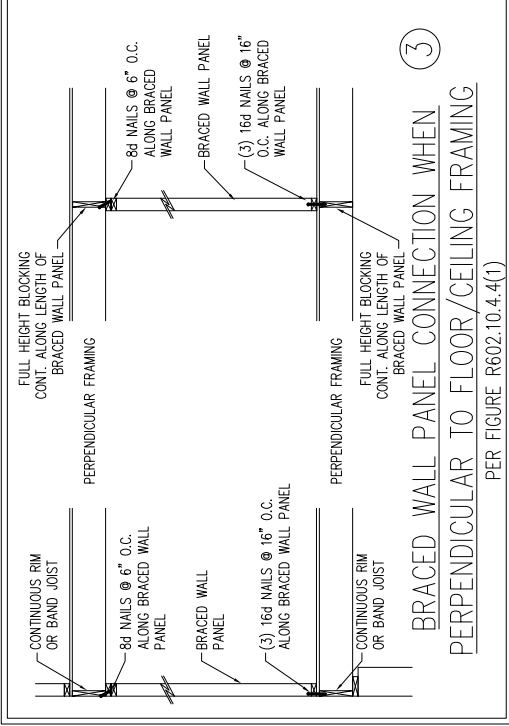 CONTINUOUS RIM
OR BAND JOIST
8d NAILS @ 6" O.C.
ALONG BRACED WALL
PANEL
BRACED WALL
PANEL
(3) 16d NAILS @ 16" O.C.
ALONG BRACED WALL PANEL
CONTINUOUS RIM
OR BAND JOIST
PERPENDICULAR FRAMING
PERPENDICULAR FRAMING
FULL HEIGHT BLOCKING
CONT. ALONG LENGTH OF
BRACED WALL PANEL
8d NAILS @ 6" O.C.
ALONG BRACED
WALL PANEL
BRACED WALL PANEL
(3) 16d NAILS @ 16"
O.C. ALONG BRACED
WALL PANEL
FULL HEIGHT BLOCKING
CONT. ALONG LENGTH OF
BRACED WALL PANEL
BRACED WALL PANEL CONNECTION WHEN
PERPENDICULAR TO FLOOR/CEILING FRAMING
PER FIGURE R602.10.4.4(1)
3